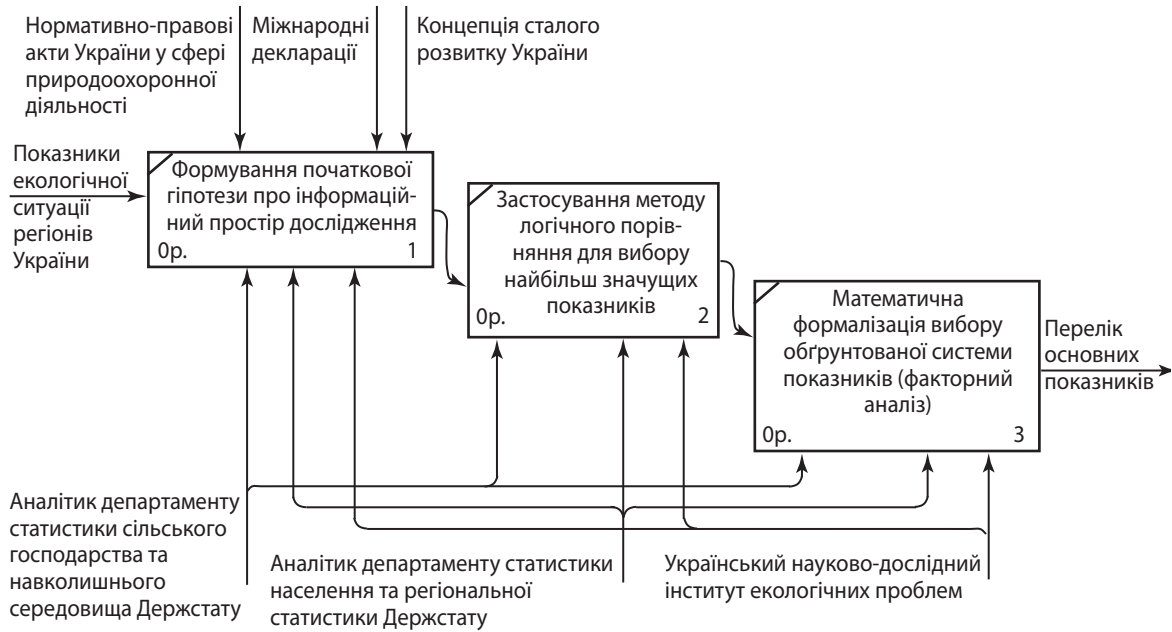 Нормативно-правові
акти України у сфері
природоохоронної
діяльності
Міжнародні
декларації
Концепція сталого
розвитку України
Показники
екологічної
ситуації
регіонів
України
Формування початкової
гіпотези про інформацій-
ний простір дослідження
0р. 1
Застосування методу
логічного порів-
няння для вибору
найбільш значущих
показників
0р. 2
Математична
формалізація вибору
обґрунтованої системи
показників (факторний
аналіз)
0р. 3
Перелік
основних
показників
Аналітик департаменту
статистики сільського
господарства та
навколишнього
середовища Держстату
Аналітик департаменту статистики
населення та регіональної
статистики Держстату
Український науково-дослідний
інститут екологічних проблем